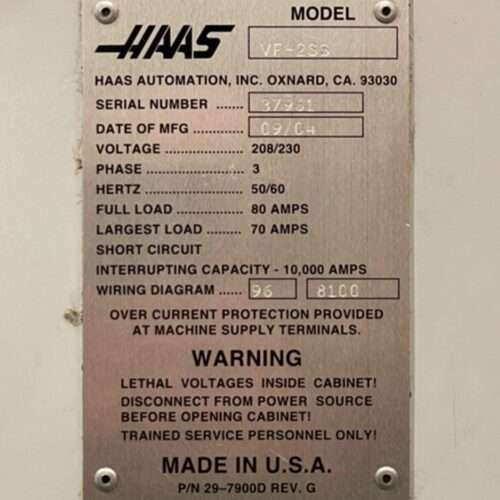 MODEL
HAAS VF-2SS
HAAS AUTOMATION, INC. OXNARD, CA. 93030
SERIAL NUMBER ...... 37951
DATE OF MFG ........... 09/04
VOLTAGE .................. 208/230
PHASE ...................... 3
HERTZ ...................... 50/60
FULL LOAD ............... 80 AMPS
LARGEST LOAD ........ 70 AMPS
SHORT CIRCUIT
INTERRUPTING CAPACITY - 10,000 AMPS
WIRING DIAGRAM ...... 96 8100
OVER CURRENT PROTECTION PROVIDED
AT MACHINE SUPPLY TERMINALS.
WARNING
LETHAL VOLTAGES INSIDE CABINET!
DISCONNECT FROM POWER SOURCE
BEFORE OPENING CABINET!
TRAINED SERVICE PERSONNEL ONLY!
MADE IN U.S.A.
P/N 29-7900D REV. G